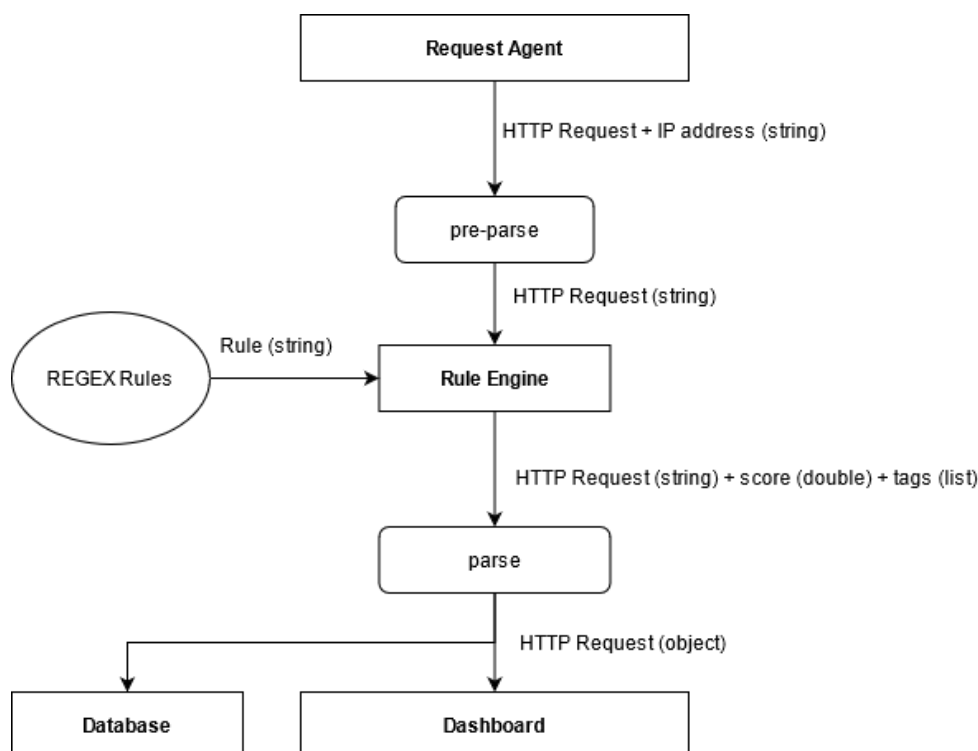 Request Agent
HTTP Request + IP address (string)
pre-parse
HTTP Request (string)
Rule (string)
REGEX Rules
Rule Engine
HTTP Request (string) + score (double) + tags (list)
parse
HTTP Request (object)
Database
Dashboard